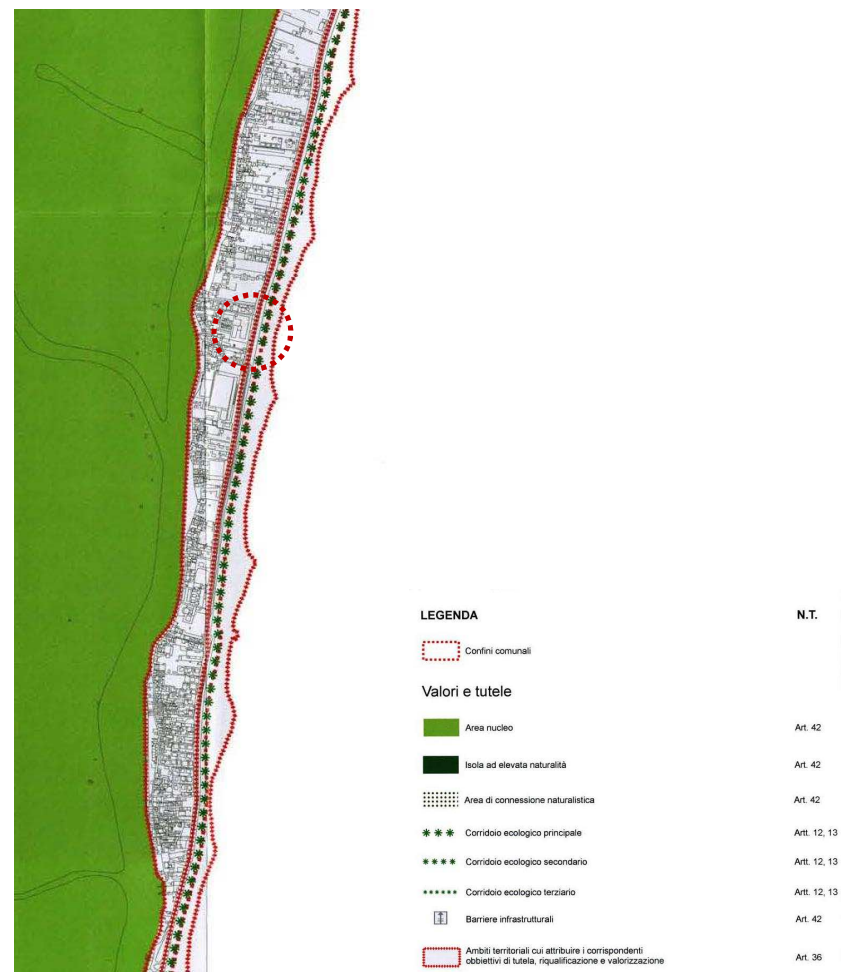 LEGENDA N.T.
Confini comunali
Valori e tutele
Area nucleo Art. 42
Isola ad elevata naturalità Art. 42
Area di connessione naturalistica Art. 42
Corridoio ecologico principale Artt. 12, 13
Corridoio ecologico secondario Artt. 12, 13
Corridoio ecologico terziario Artt. 12, 13
Barriere infrastrutturali Art. 42
Ambiti territoriali cui attribuire i corrispondenti
obbiettivi di tutela, riqualificazione e valorizzazione Art. 36